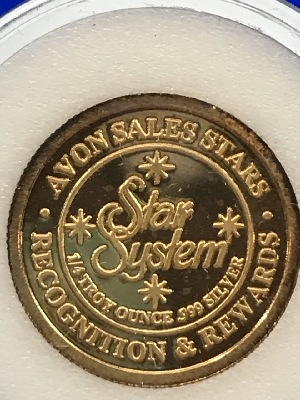 · AVON SALES STARS ·
Star
System
1/4 TROY OUNCE .999 SILVER
RECOGNITION & REWARDS